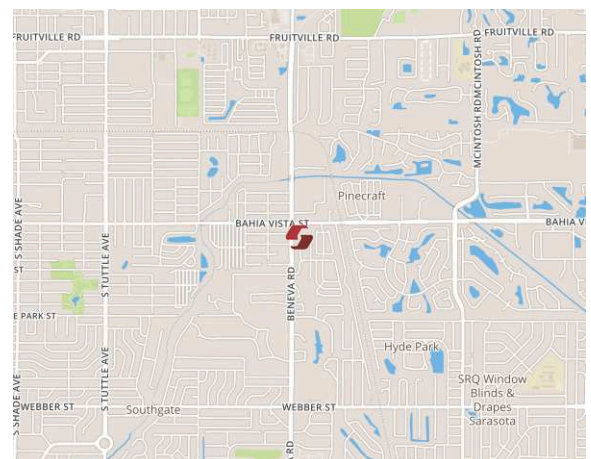 FRUITVILLE RD
FRUITVILLE RD
FRUITVILLE RD
MCINTOSH RD
MCINTOSH RD
Pinecraft
BAHIA VISTA ST
BAHIA V
S SHADE AVE
S TUTTLE AVE
ST
BENEVA RD
E PARK ST
Hyde Park
SRQ Window
Blinds &
Drapes
Sarasota
S SHADE AVE
S TUTTLE AVE
WEBBER ST
Southgate
WEBBER ST
A RD